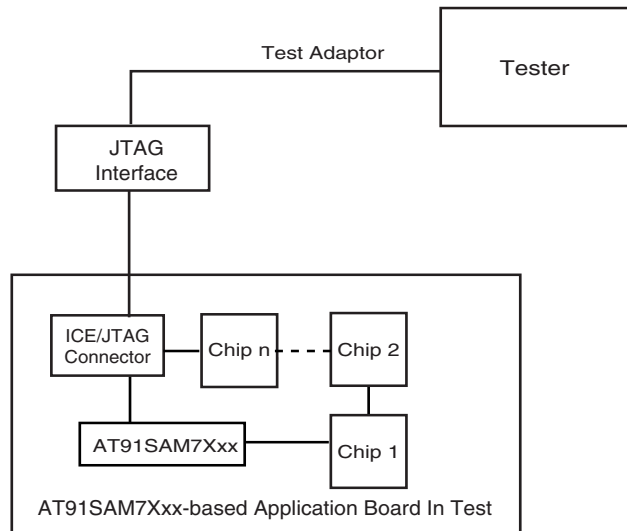 Test Adaptor
Tester
JTAG
Interface
ICE/JTAG
Connector
Chip n
Chip 2
AT91SAM7Xxx
Chip 1
AT91SAM7Xxx-based Application Board In Test